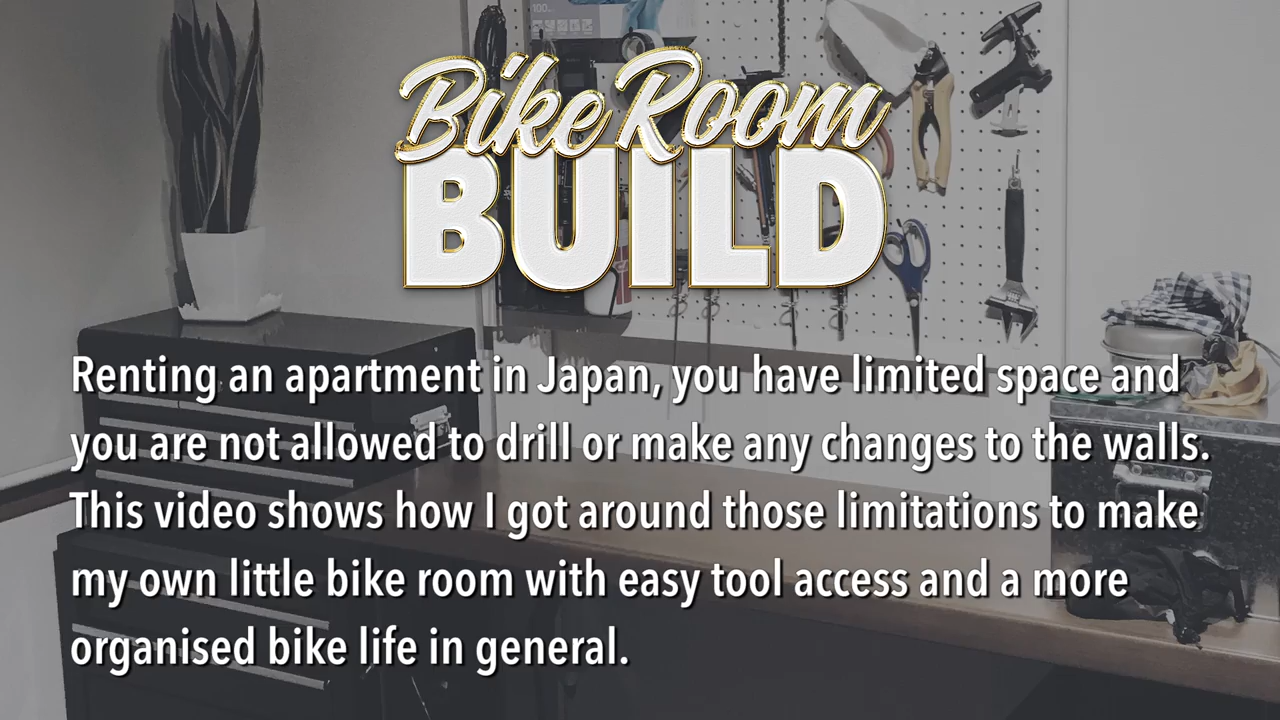 Bike Room
BUILD
Renting an apartment in Japan, you have limited space and
you are not allowed to drill or make any changes to the walls.
This video shows how I got around those limitations to make
my own little bike room with easy tool access and a more
organised bike life in general.